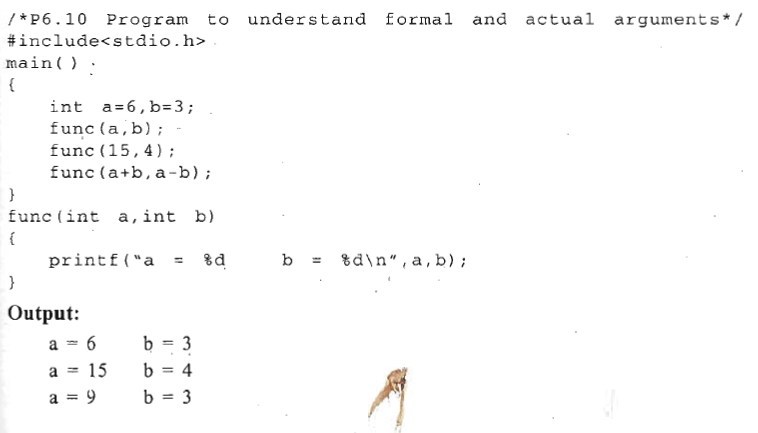 /*P6.10 Program to understand formal and actual arguments*/
#include<stdio.h>
main()
{
    int a=6,b=3;
    func(a,b);
    func(15,4);
    func(a+b,a-b);
}
func(int a,int b)
{
    printf("a = %d    b = %d\n",a,b);
}
Output:
    a = 6    b = 3
    a = 15    b = 4
    a = 9    b = 3